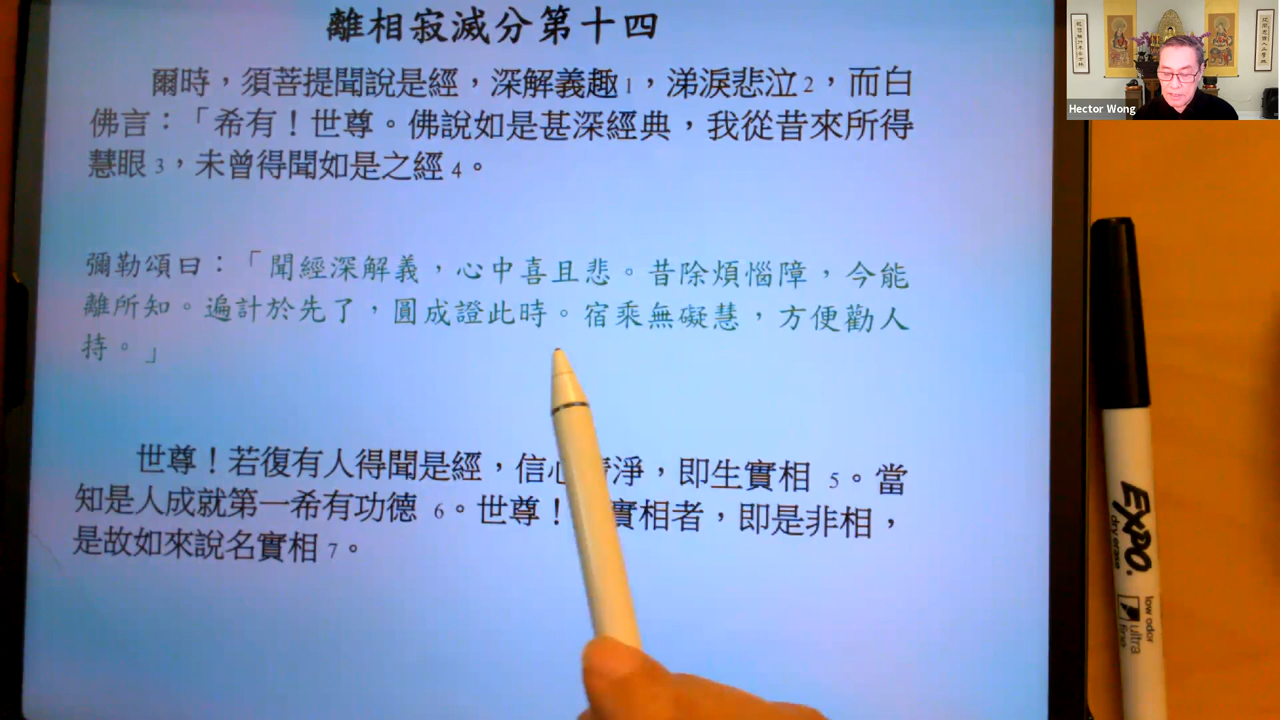 離相寂滅分第十四
爾時，須菩提聞說是經，深解義趣1，涕淚悲泣2，而白
佛言：「希有！世尊。佛說如是甚深經典，我從昔來所得
慧眼3，未曾得聞如是之經4。
彌勒頌曰：「聞經深解義，心中喜且悲。昔除煩惱障，今能
離所知。遍計於先了，圓成證此時。宿乘無礙慧，方便勸人
持。」
世尊！若復有人得聞是經，信心淨，即生實相 5。當
知是人成就第一希有功德 6。世尊！實相者，即是非相，
是故如來說名實相7。
Hector Wong
EXPO
dry erase
low odor
ultra
fine